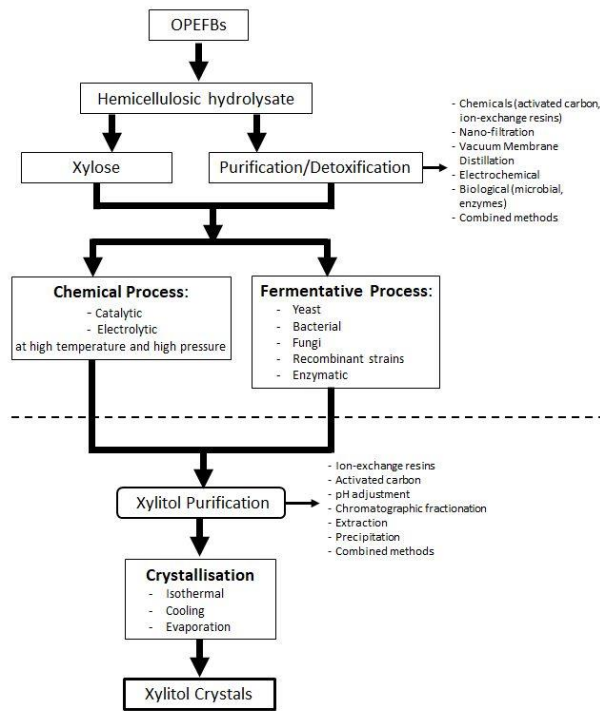 OPEFBs
Hemicellulosic hydrolysate
Xylose
Purification/Detoxification
- Chemicals (activated carbon,
ion-exchange resins)
- Nano-filtration
- Vacuum Membrane
Distillation
- Electrochemical
- Biological (microbial,
enzymes)
- Combined methods
Chemical Process:
- Catalytic
- Electrolytic
at high temperature and high pressure
Fermentative Process:
- Yeast
- Bacterial
- Fungi
- Recombinant strains
- Enzymatic
Xylitol Purification
- Ion-exchange resins
- Activated carbon
- pH adjustment
- Chromatographic fractionation
- Extraction
- Precipitation
- Combined methods
Crystallisation
- Isothermal
- Cooling
- Evaporation
Xylitol Crystals